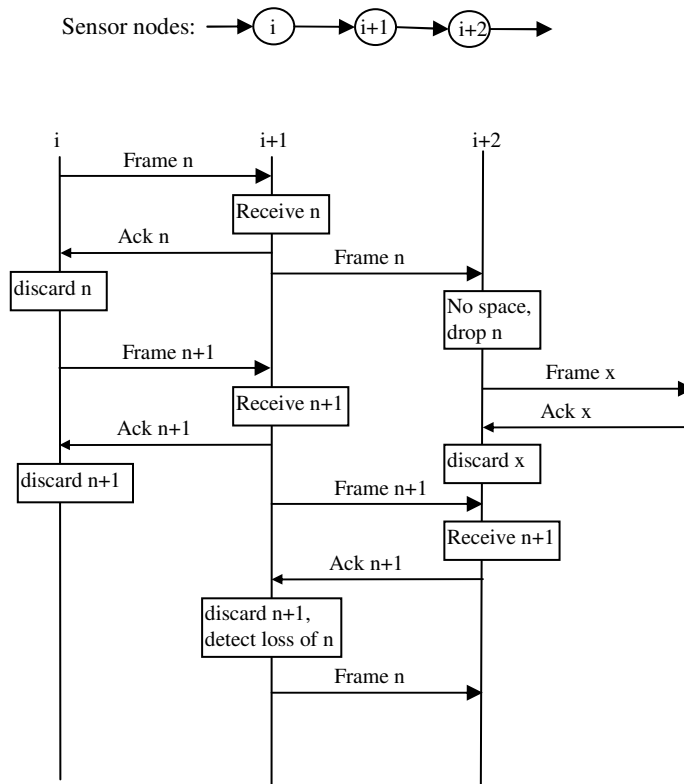 Sensor nodes: i i+1 i+2
i i+1 i+2
Frame n
Receive n
Ack n
Frame n
discard n
No space,
drop n
Frame n+1
Frame x
Receive n+1
Ack x
Ack n+1
discard n+1
discard x
Frame n+1
Receive n+1
Ack n+1
discard n+1,
detect loss of n
Frame n